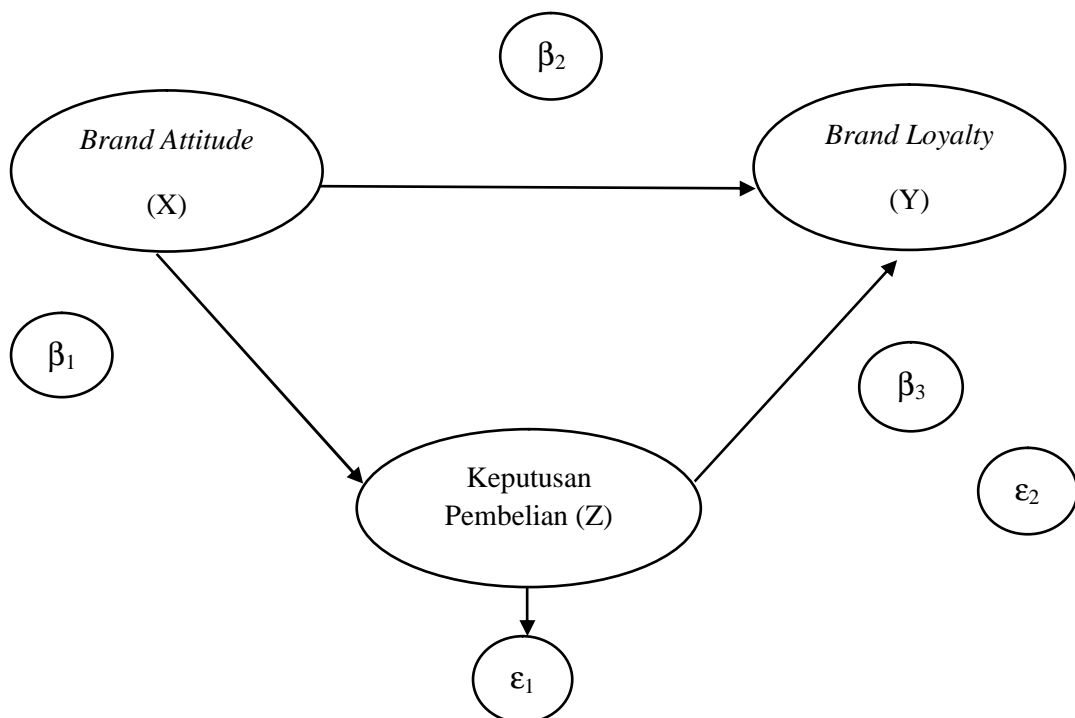 β2
Brand Attitude
(X)
Brand Loyalty
(Y)
β1
β3
Keputusan
Pembelian (Z)
ε2
ε1